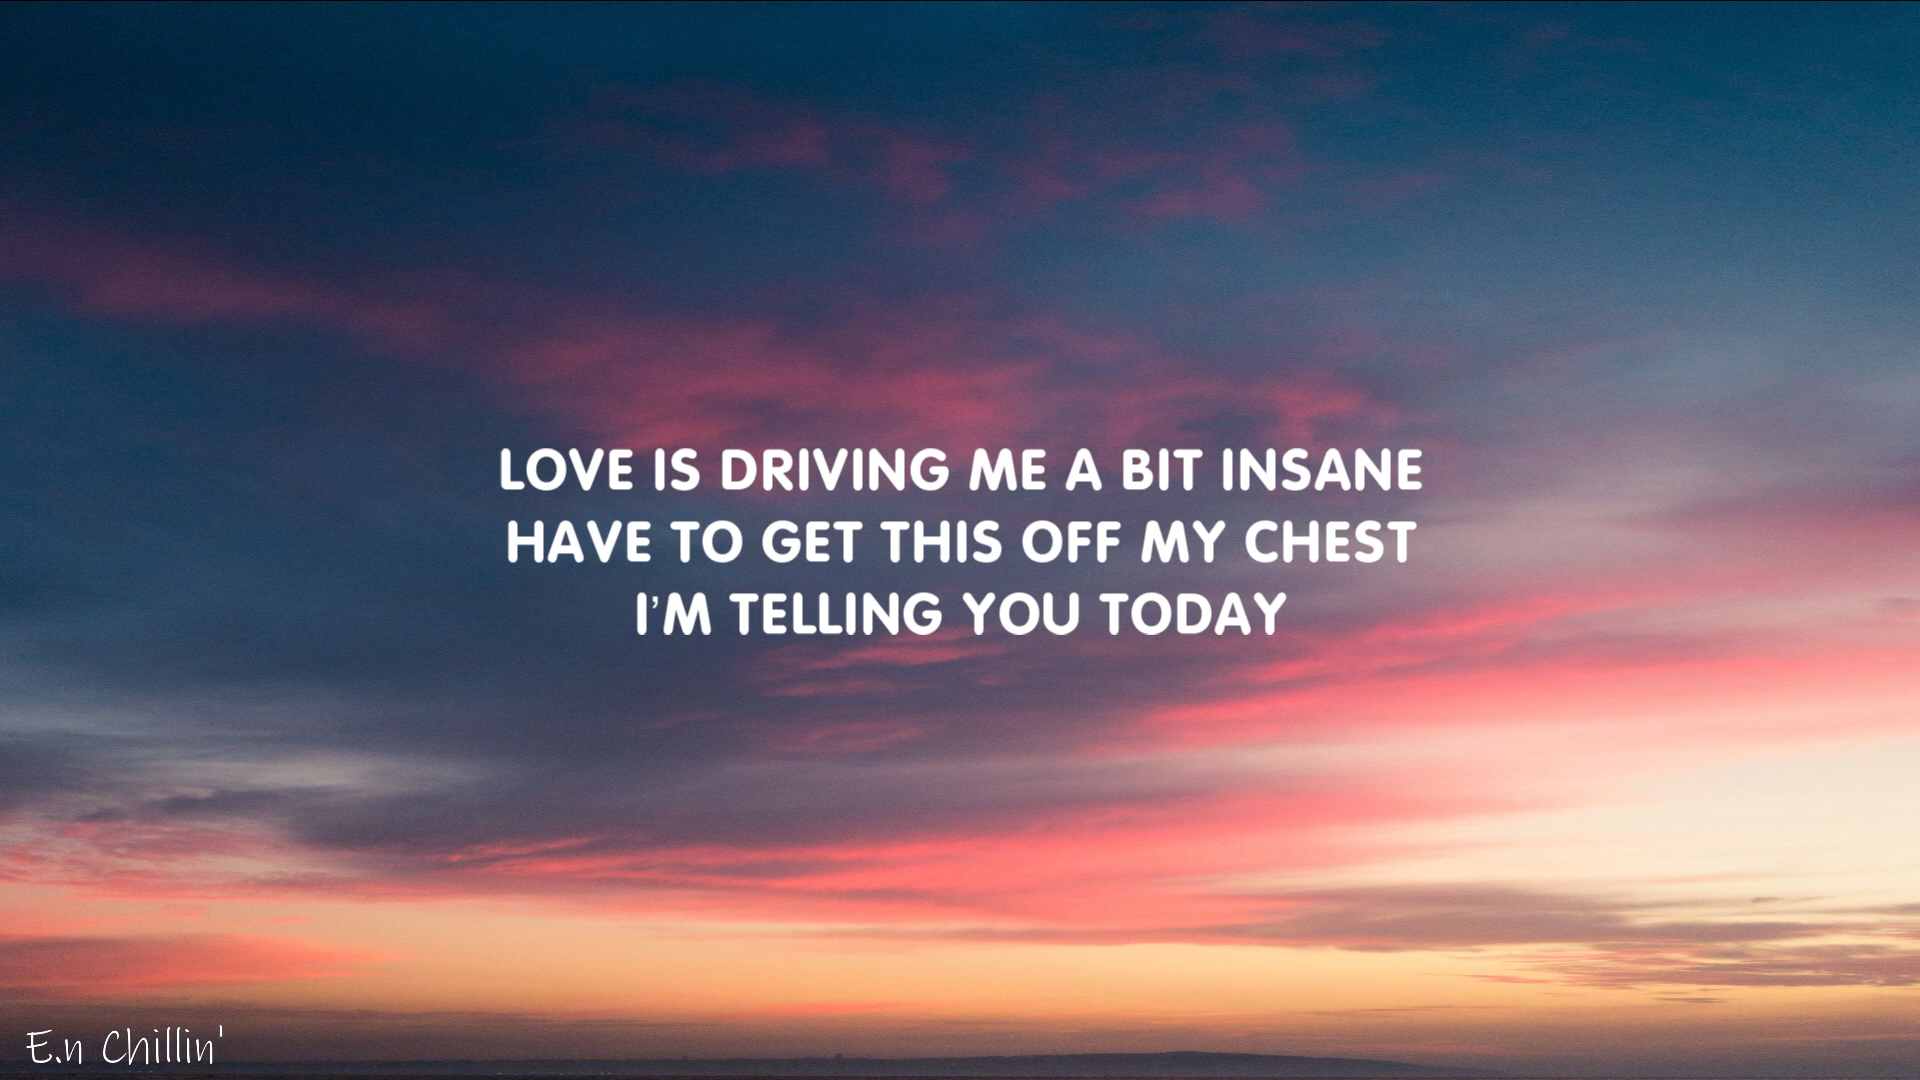 LOVE IS DRIVING ME A BIT INSANE
HAVE TO GET THIS OFF MY CHEST
I'M TELLING YOU TODAY
E.n Chillin'